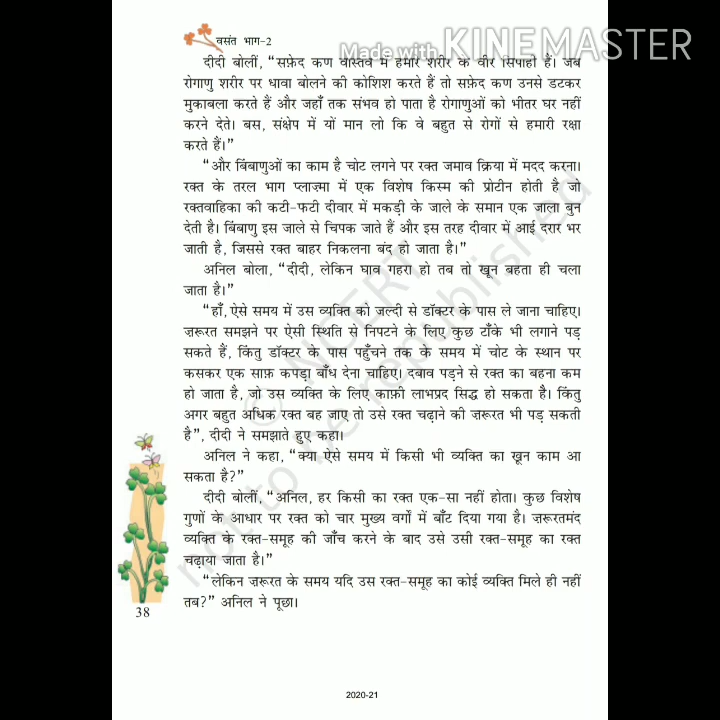 Made with KINEMASTER
वसंत भाग-2
दीदी बोलीं, “सफ़ेद कण वास्तव में हमारे शरीर के वीर सिपाही हैं। जब
रोगाणु शरीर पर धावा बोलने की कोशिश करते हैं तो सफ़ेद कण उनसे डटकर
मुकाबला करते हैं और जहाँ तक संभव हो पाता है रोगाणुओं को भीतर घर नहीं
करने देते। बस, संक्षेप में यों मान लो कि वे बहुत से रोगों से हमारी रक्षा
करते हैं।”
“और बिंबाणुओं का काम है चोट लगने पर रक्त जमाव क्रिया में मदद करना।
रक्त के तरल भाग प्लाज़्मा में एक विशेष किस्म की प्रोटीन होती है जो
रक्तवाहिका की कटी-फटी दीवार में मकड़ी के जाले के समान एक जाला बुन
देती है। बिंबाणु इस जाले से चिपक जाते हैं और इस तरह दीवार में आई दरार भर
जाती है, जिससे रक्त बाहर निकलना बंद हो जाता है।”
अनिल बोला, “दीदी, लेकिन घाव गहरा हो तब तो खून बहता ही चला
जाता है।”
“हाँ, ऐसे समय में उस व्यक्ति को जल्दी से डॉक्टर के पास ले जाना चाहिए।
ज़रूरत समझने पर ऐसी स्थिति से निपटने के लिए कुछ टाँके भी लगाने पड़
सकते हैं, किंतु डॉक्टर के पास पहुँचने तक के समय में चोट के स्थान पर
कसकर एक साफ़ कपड़ा बाँध देना चाहिए। दबाव पड़ने से रक्त का बहना कम
हो जाता है, जो उस व्यक्ति के लिए काफ़ी लाभप्रद सिद्ध हो सकता है। किंतु
अगर बहुत अधिक रक्त बह जाए तो उसे रक्त चढ़ाने की ज़रूरत भी पड़ सकती
है”, दीदी ने समझाते हुए कहा।
अनिल ने कहा, “क्या ऐसे समय में किसी भी व्यक्ति का खून काम आ
सकता है?”
दीदी बोलीं, “अनिल, हर किसी का रक्त एक-सा नहीं होता। कुछ विशेष
गुणों के आधार पर रक्त को चार मुख्य वर्गों में बाँट दिया गया है। ज़रूरतमंद
व्यक्ति के रक्त-समूह की जाँच करने के बाद उसे उसी रक्त-समूह का रक्त
चढ़ाया जाता है।”
“लेकिन ज़रूरत के समय यदि उस रक्त-समूह का कोई व्यक्ति मिले ही नहीं
तब?” अनिल ने पूछा।
38
© NCERT
not to be republished
2020-21